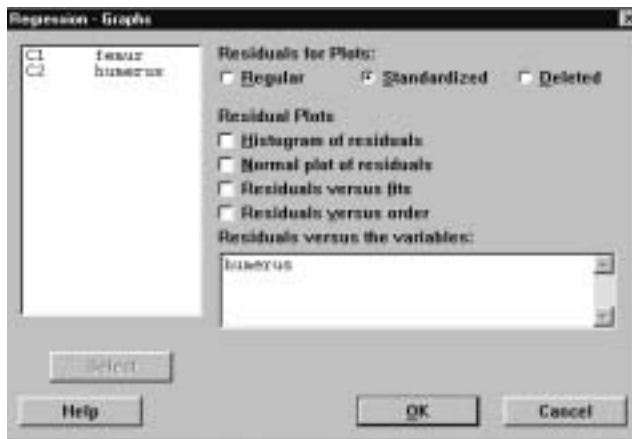 Regression - Graphs
C1 femur
C2 humerus
Residuals for Plots:
Regular Standardized Deleted
Residual Plots
Histogram of residuals
Normal plot of residuals
Residuals versus fits
Residuals versus order
Residuals versus the variables:
humerus
Select
Help OK Cancel